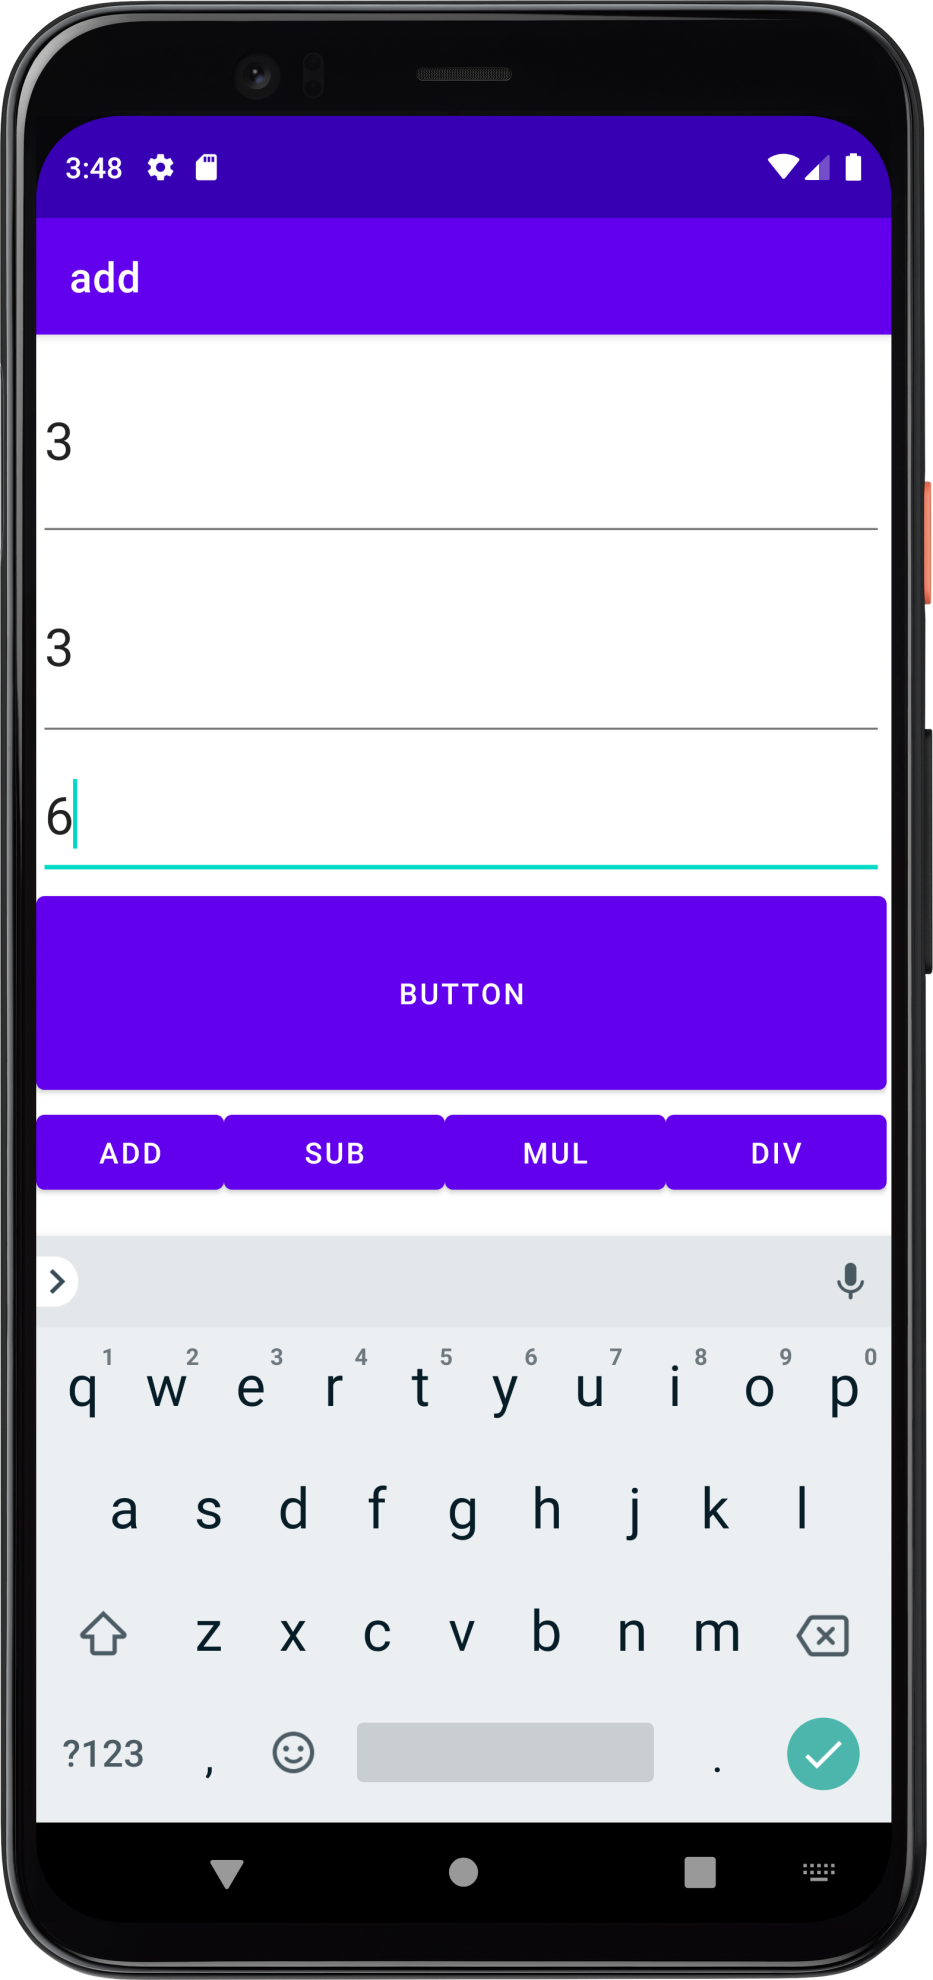 3:48
add
3
3
6
BUTTON
ADD SUB MUL DIV
1 2 3 4 5 6 7 8 9 0
q w e r t y u i o p
a s d f g h j k l
z x c v b n m
?123 , .